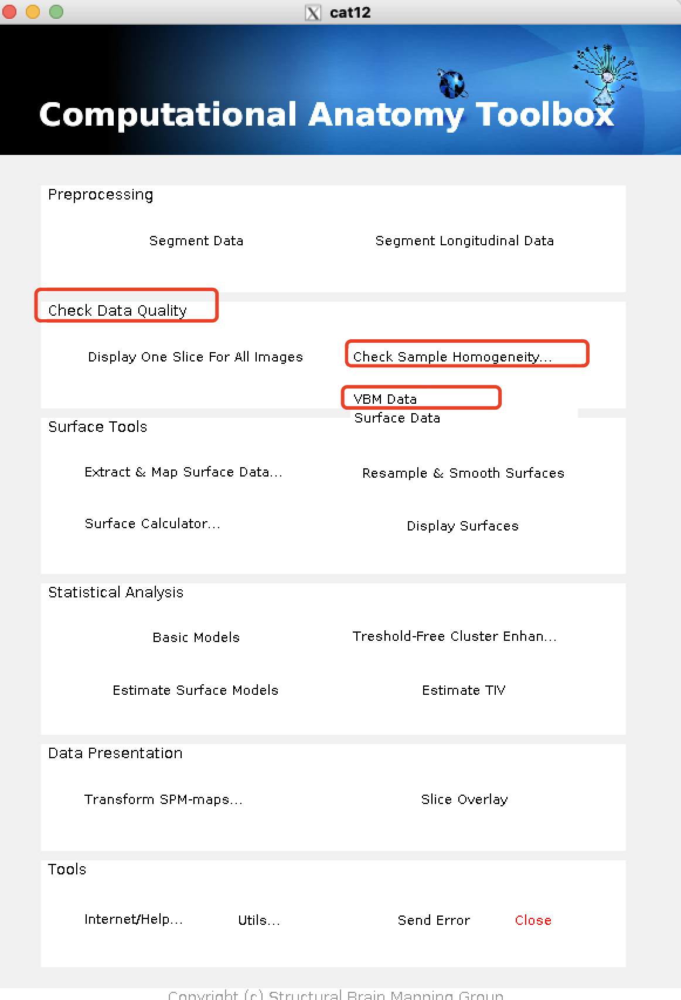 X cat12
Computational Anatomy Toolbox
Preprocessing
Segment Data
Segment Longitudinal Data
Check Data Quality
Display One Slice For All Images
Check Sample Homogeneity...
VBM Data
Surface Data
Surface Tools
Extract & Map Surface Data...
Resample & Smooth Surfaces
Surface Calculator...
Display Surfaces
Statistical Analysis
Basic Models
Treshold-Free Cluster Enhan...
Estimate Surface Models
Estimate TIV
Data Presentation
Transform SPM-maps...
Slice Overlay
Tools
Internet/Help...
Utils...
Send Error
Close
Copyright (c) Structural Brain Mapping Group